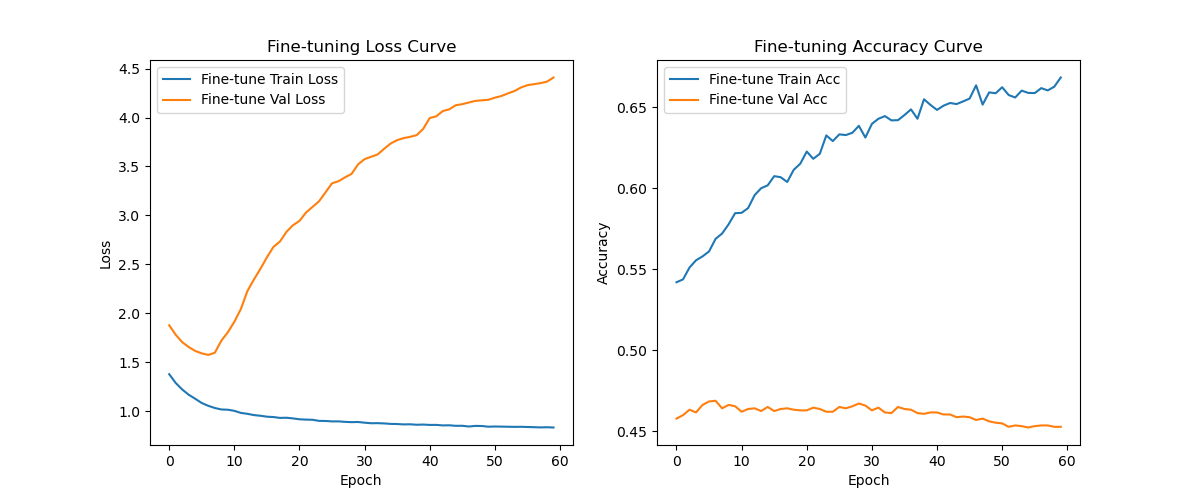 Fine-tuning Loss Curve
Fine-tune Train Loss
Fine-tune Val Loss
4.5
4.0
3.5
3.0
2.5
2.0
1.5
1.0
Loss
0 10 20 30 40 50 60
Epoch
Fine-tuning Accuracy Curve
Fine-tune Train Acc
Fine-tune Val Acc
0.65
0.60
0.55
0.50
0.45
Accuracy
0 10 20 30 40 50 60
Epoch